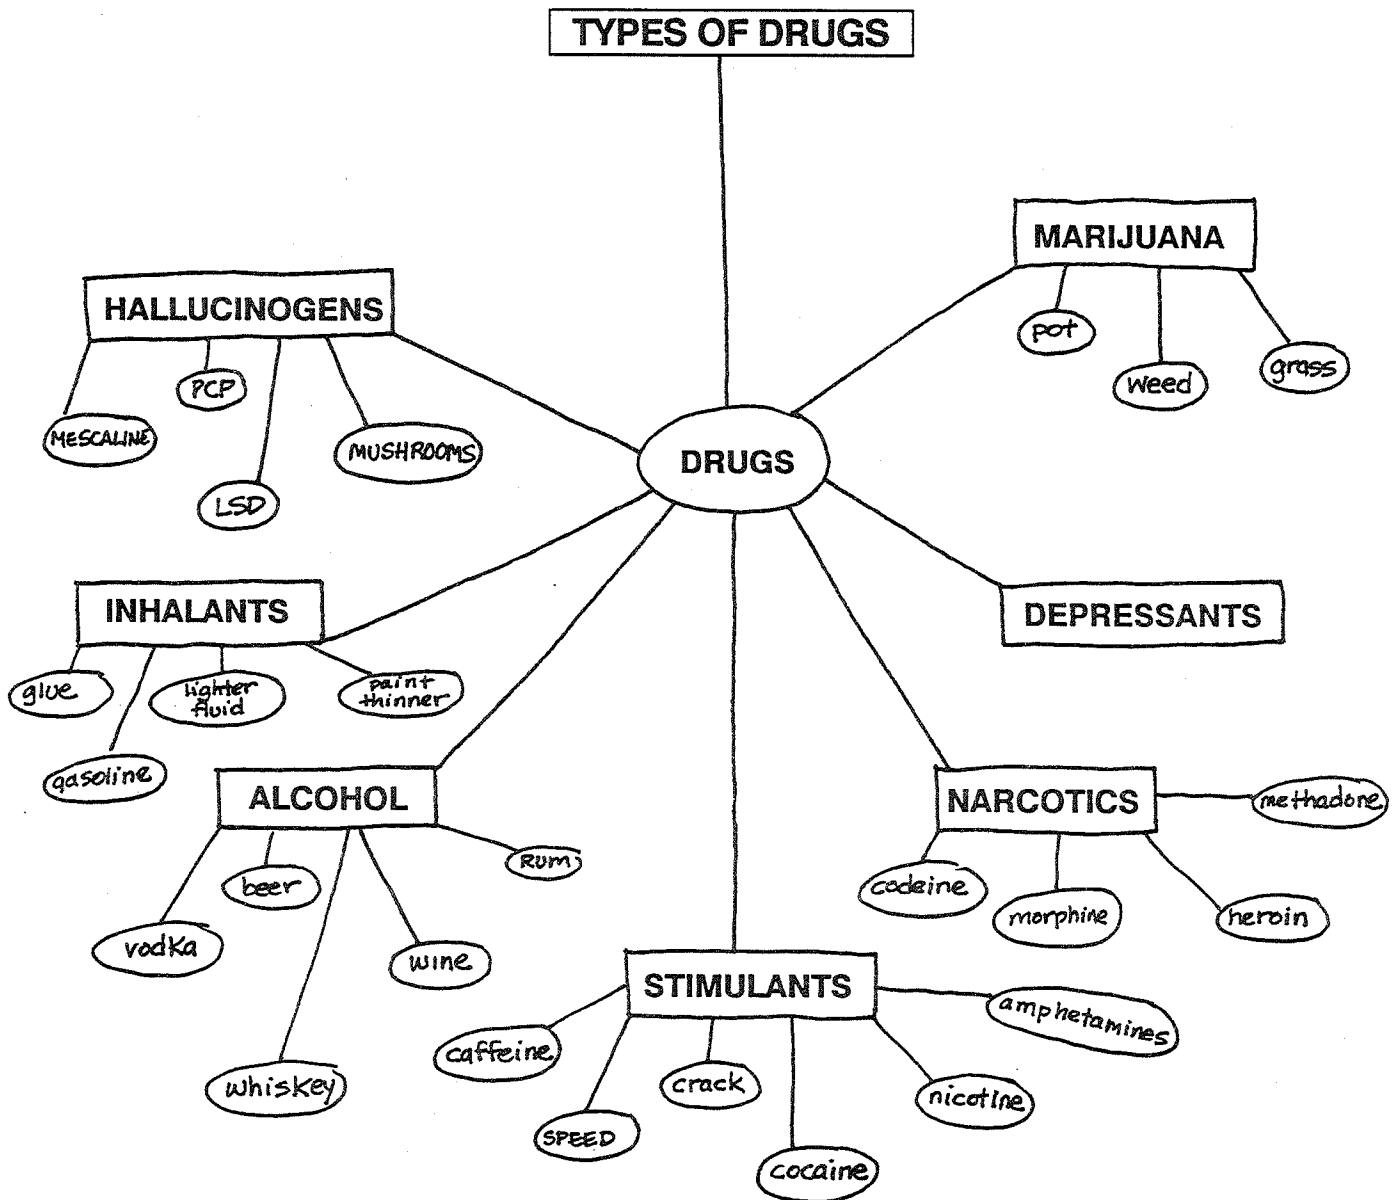 TYPES OF DRUGS
MARIJUANA
pot
weed
grass
HALLUCINOGENS
MESCALINE
PCP
LSD
MUSHROOMS
DRUGS
INHALANTS
glue
gasoline
lighter
fluid
paint
thinner
DEPRESSANTS
ALCOHOL
vodka
beer
whiskey
wine
RUM
NARCOTICS
methadone
codeine
morphine
heroin
STIMULANTS
caffeine
SPEED
crack
cocaine
nicotine
amphetamines